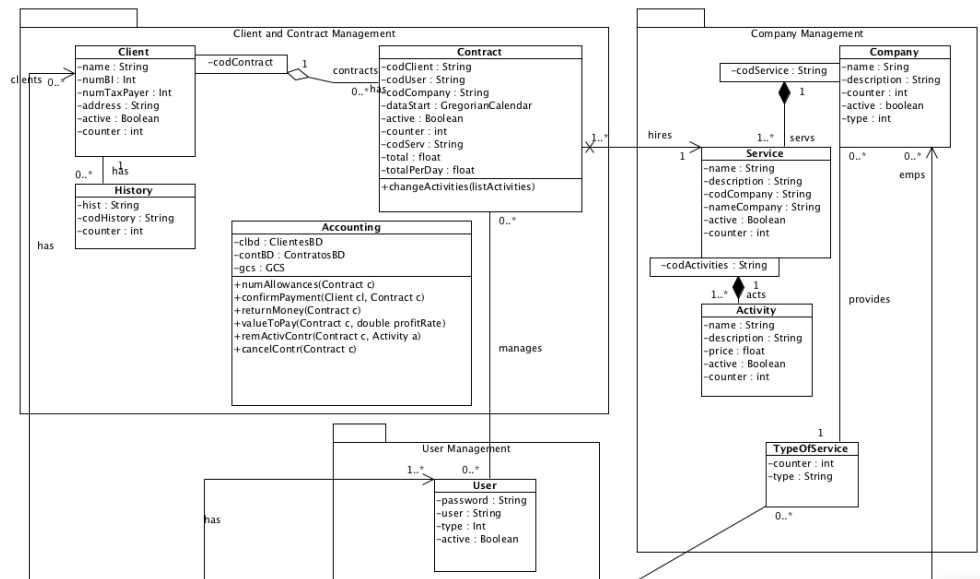 Client and Contract Management
Client
-name : String
-numBI : Int
-numTaxPayer : Int
-address : String
-active : Boolean
-counter : int
clients
0..*
-codContract
1
contracts
0..*
has
Contract
-codClient : String
-codUser : String
-codCompany : String
-dataStart : GregorianCalendar
-active : Boolean
-counter : int
-codServ : String
-total : float
-totalPerDay : float
+changeActivities(listActivities)
1
has
0..*
History
-hist : String
-codHistory : String
-counter : int
has
Accounting
-clbd : ClientesBD
-contBD : ContratosBD
-gcs : GCS
+numAllowances(Contract c)
+confirmPayment(Client cl, Contract c)
+returnMoney(Contract c)
+valueToPay(Contract c, double profitRate)
+remActivContr(Contract c, Activity a)
+cancelContr(Contract c)
0..*
manages
1..*
hires
1
Company Management
Company
-name : Sring
-description : String
-counter : int
-active : boolean
-type : int
-codService : String
1
1..*
servs
0..*
0..*
emps
Service
-name : String
-description : String
-codCompany : String
-nameCompany : String
-active : Boolean
-counter : int
-codActivities : String
1
1..*
acts
Activity
-name : String
-description : String
-price : float
-active : Boolean
-counter : int
provides
1
TypeOfService
-counter : int
-type : String
0..*
User Management
1..*
0..*
User
-password : String
-user : String
-type : Int
-active : Boolean
has